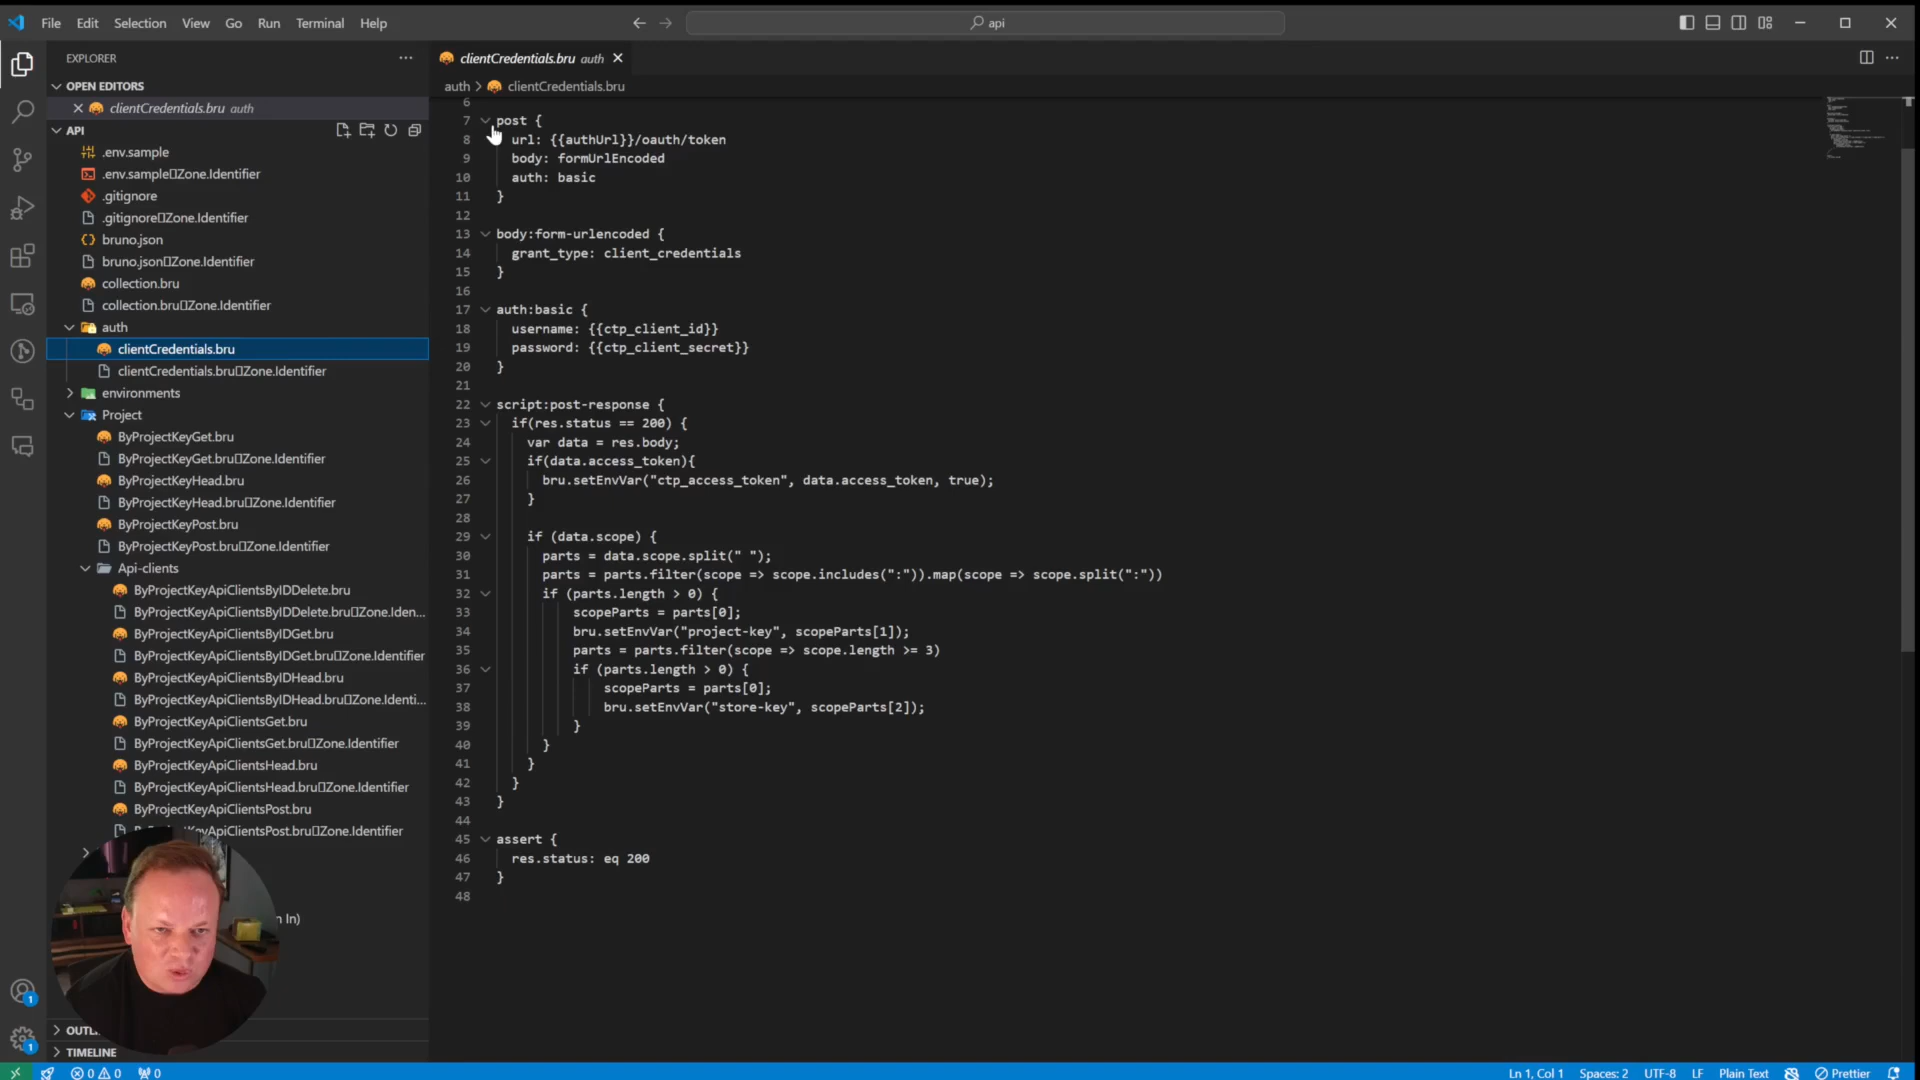 File Edit Selection View Go Run Terminal Help
api
EXPLORER
OPEN EDITORS
clientCredentials.bru auth
API
.env.sample
.env.sample▯Zone.Identifier
.gitignore
.gitignore▯Zone.Identifier
bruno.json
bruno.json▯Zone.Identifier
collection.bru
collection.bru▯Zone.Identifier
auth
clientCredentials.bru
clientCredentials.bru▯Zone.Identifier
environments
Project
ByProjectKeyGet.bru
ByProjectKeyGet.bru▯Zone.Identifier
ByProjectKeyHead.bru
ByProjectKeyHead.bru▯Zone.Identifier
ByProjectKeyPost.bru
ByProjectKeyPost.bru▯Zone.Identifier
Api-clients
ByProjectKeyApiClientsByIDDelete.bru
ByProjectKeyApiClientsByIDDelete.bru▯Zone.Iden...
ByProjectKeyApiClientsByIDGet.bru
ByProjectKeyApiClientsByIDGet.bru▯Zone.Identifier
ByProjectKeyApiClientsByIDHead.bru
ByProjectKeyApiClientsByIDHead.bru▯Zone.Identi...
ByProjectKeyApiClientsGet.bru
ByProjectKeyApiClientsGet.bru▯Zone.Identifier
ByProjectKeyApiClientsHead.bru
ByProjectKeyApiClientsHead.bru▯Zone.Identifier
ByProjectKeyApiClientsPost.bru
ByProjectKeyApiClientsPost.bru▯Zone.Identifier
n In)
TIMELINE
clientCredentials.bru auth
auth > clientCredentials.bru
6
7 post {
8 url: {{authUrl}}/oauth/token
9 body: formUrlEncoded
10 auth: basic
11 }
12
13 body:form-urlencoded {
14 grant_type: client_credentials
15 }
16
17 auth:basic {
18 username: {{ctp_client_id}}
19 password: {{ctp_client_secret}}
20 }
21
22 script:post-response {
23 if(res.status == 200) {
24 var data = res.body;
25 if(data.access_token){
26 bru.setEnvVar("ctp_access_token", data.access_token, true);
27 }
28
29 if (data.scope) {
30 parts = data.scope.split(" ");
31 parts = parts.filter(scope => scope.includes(":")).map(scope => scope.split(":"))
32 if (parts.length > 0) {
33 scopeParts = parts[0];
34 bru.setEnvVar("project-key", scopeParts[1]);
35 parts = parts.filter(scope => scope.length >= 3)
36 if (parts.length > 0) {
37 scopeParts = parts[0];
38 bru.setEnvVar("store-key", scopeParts[2]);
39 }
40 }
41 }
42 }
43 }
44
45 assert {
46 res.status: eq 200
47 }
48
1
1
0 0 0
Ln 1, Col 1 Spaces: 2 UTF-8 LF Plain Text Prettier